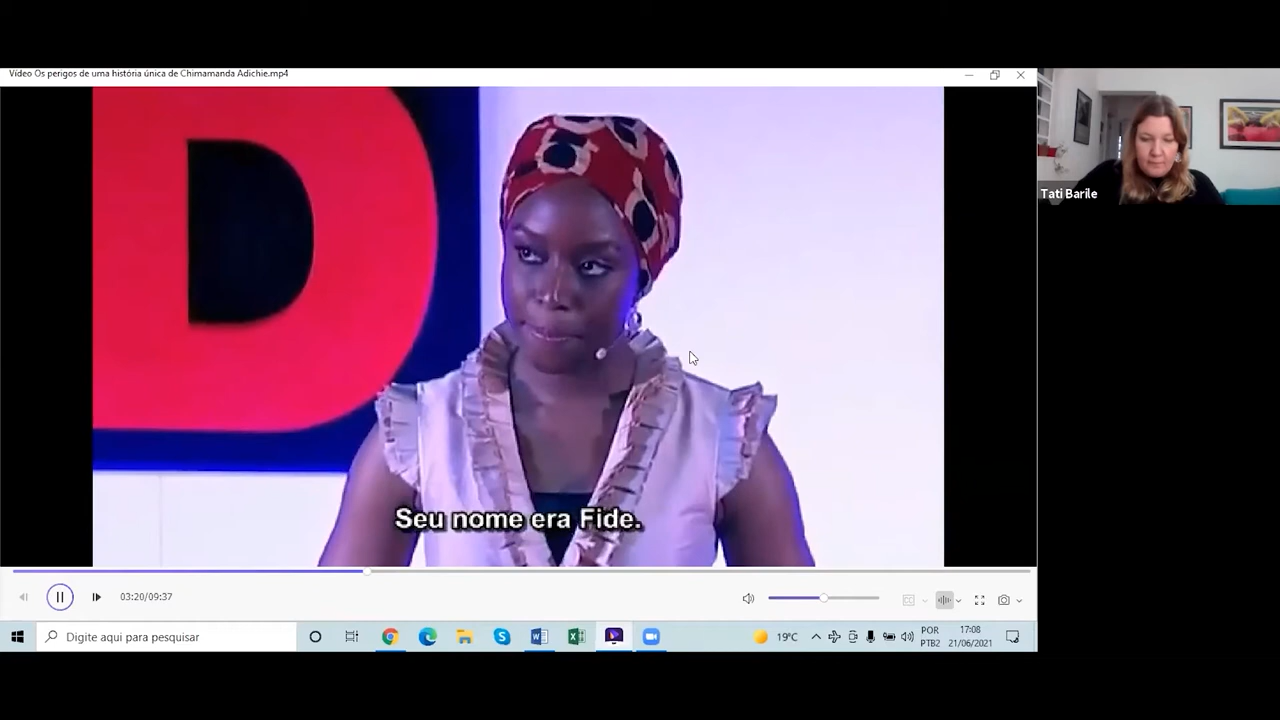 Vídeo Os perigos de uma história única de Chimamanda Adichie.mp4
D
Tati Barile
Seu nome era Fide.
03:20/09:37
CC
Digite aqui para pesquisar
19°C
POR
PTB2
17:08
21/06/2021